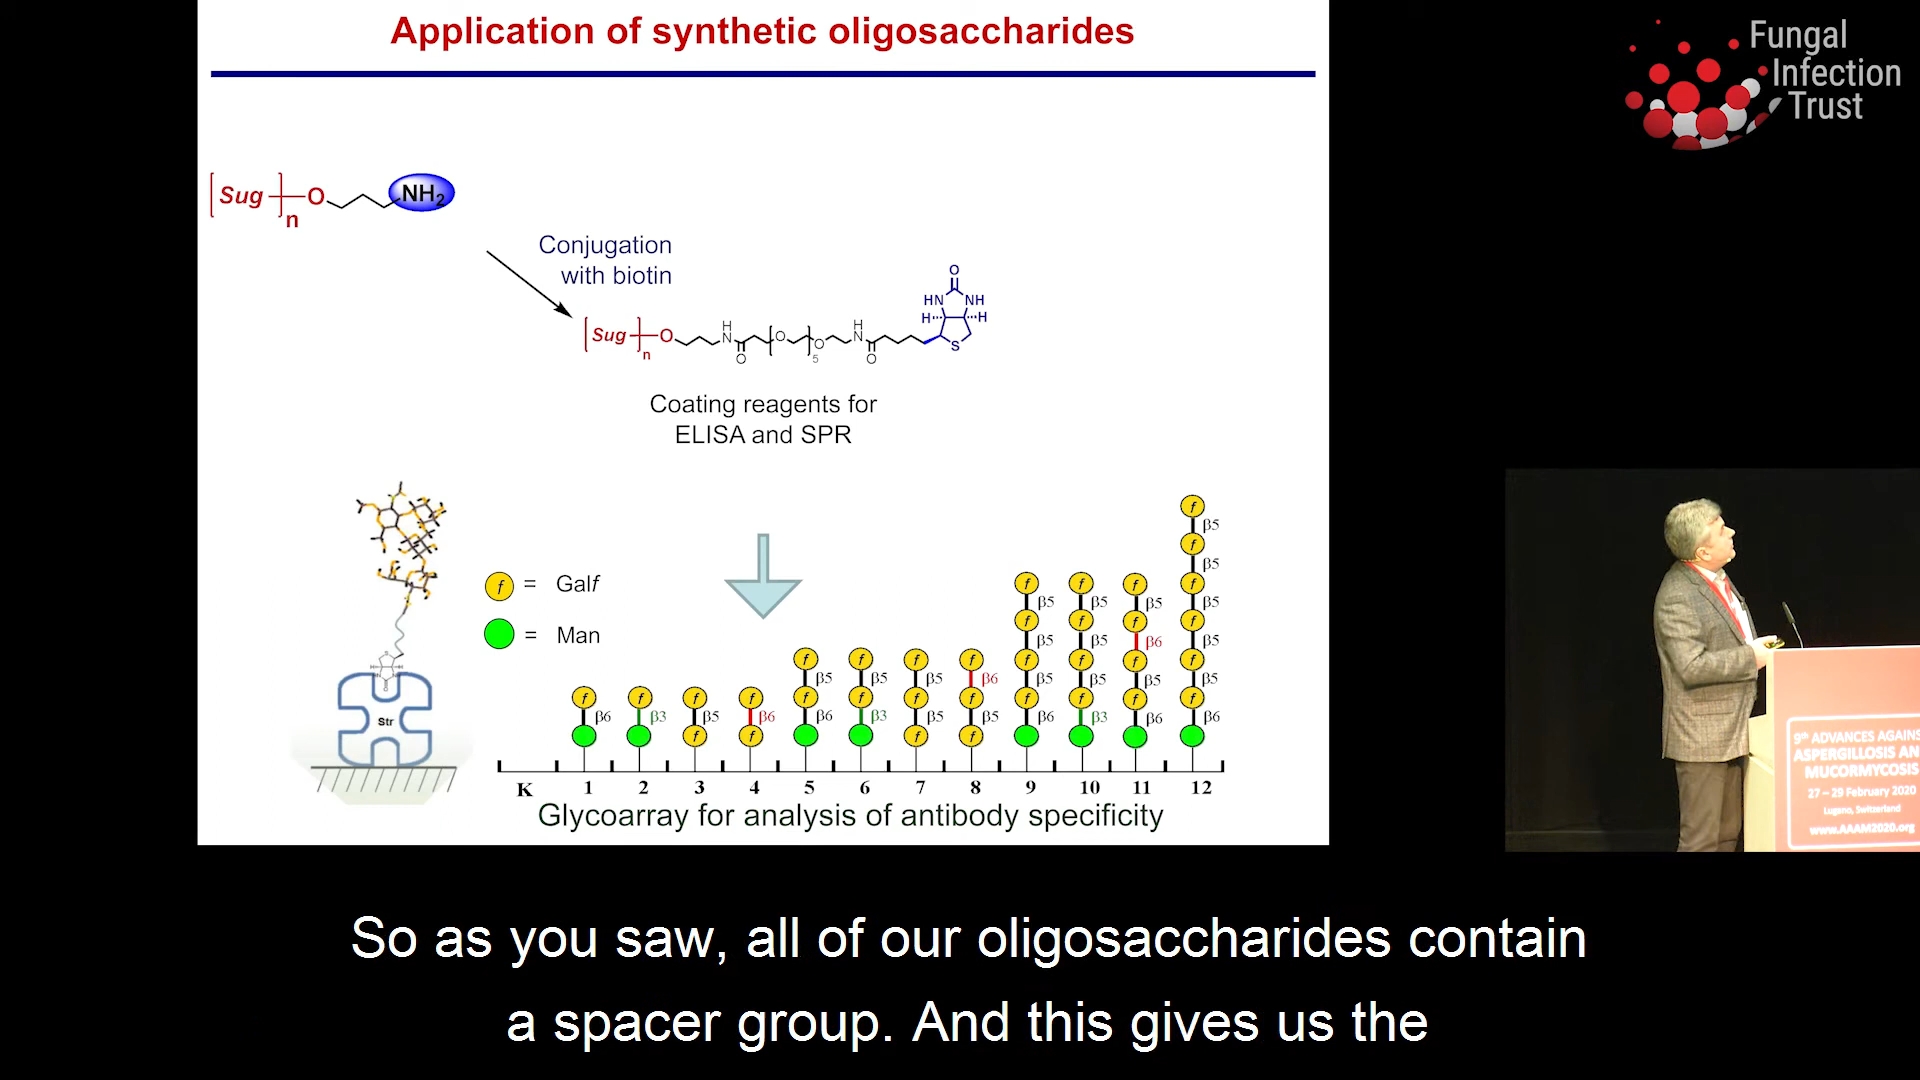 Application of synthetic oligosaccharides
Fungal
Infection
Trust
[Sug]n O NH2
Conjugation
with biotin
[Sug]n O H N O O 5 O H N O HN NH O H H S
Coating reagents for
ELISA and SPR
f = Galf
= Man
Str
f β6
f β3
f β5 f
f β6 f
f β5 f β6
f β5 f β3
f β5 f β5 f
f β6 f β5 f
f β5 f β5 f β5 f β6
f β5 f β5 f β5 f β3
f β5 f β6 f β5 f β6
f β5 f β5 f β5 f β5 f β5 f β6
K 1 2 3 4 5 6 7 8 9 10 11 12
Glycoarray for analysis of antibody specificity
9th ADVANCES AGAINS
ASPERGILLOSIS AN
MUCORMYCOSIS
27 – 29 February 2020
Lugano, Switzerland
www.AAAM2020.org
So as you saw, all of our oligosaccharides contain
a spacer group. And this gives us the